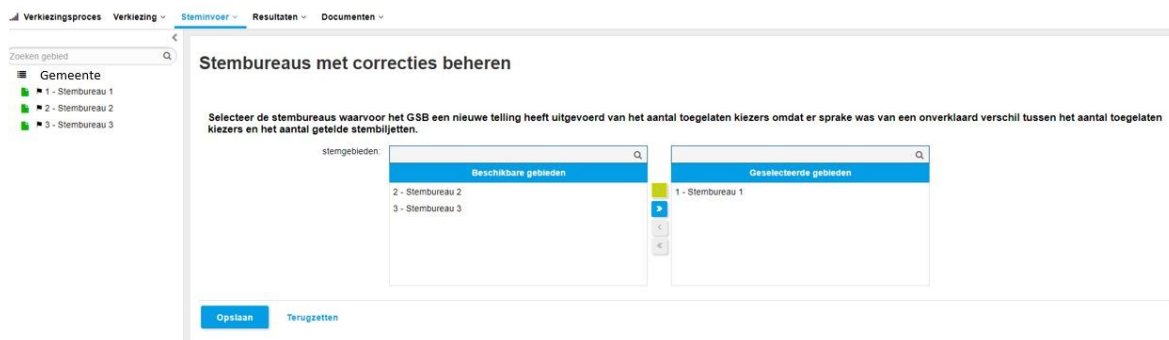 Verkiezingsproces Verkiezing Steminvoer Resultaten Documenten
Zoeken gebied
Gemeente
1 - Stembureau 1
2 - Stembureau 2
3 - Stembureau 3
Stembureaus met correcties beheren
Selecteer de stembureaus waarvoor het GSB een nieuwe telling heeft uitgevoerd van het aantal toegelaten kiezers omdat er sprake was van een onverklaard verschil tussen het aantal toegelaten
kiezers en het aantal getelde stembiljetten.
stemgebieden:
Beschikbare gebieden
2 - Stembureau 2
3 - Stembureau 3
Geselecteerde gebieden
1 - Stembureau 1
Opslaan Terugzetten